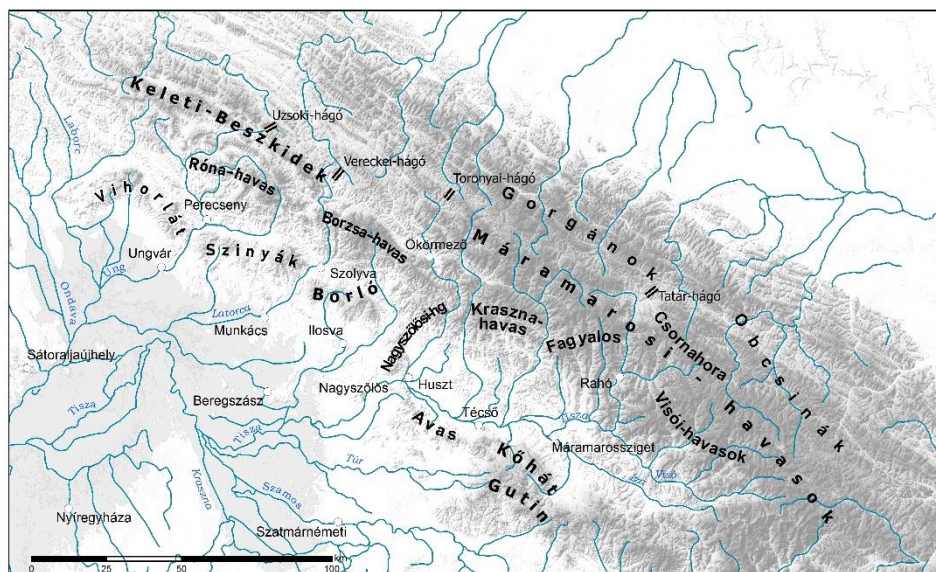 Keleti-Beszkidek
Uzsoki-hágó
Laborc
Vereckei-hágó
Róna-havas
Toronyai-hágó
Vihorlát
Gorgánok
Perecseny
Borzsa-havas
Ökörmező
Máramarosi-havasok
Ungvár
Szinyák
Ung
Szolyva
Tatár-hágó
Ondava
Borló
Obcsinák
Latorca
Munkács
Ilosva
Nagyszőlősi-hg
Kraszna-
havas
Csornahora
Fagyalos
Sátoraljaújhely
Nagyszőlős
Huszt
Rahó
Beregszász
Visói-havasok
Tisza
Técső
Tisza
Tisza
Avas
Máramarossziget
Kőhát
Túr
Visó
Iza
Kraszna
Gutin
Szamos
Nyíregyháza
Szatmárnémeti
0
25
50
100
km